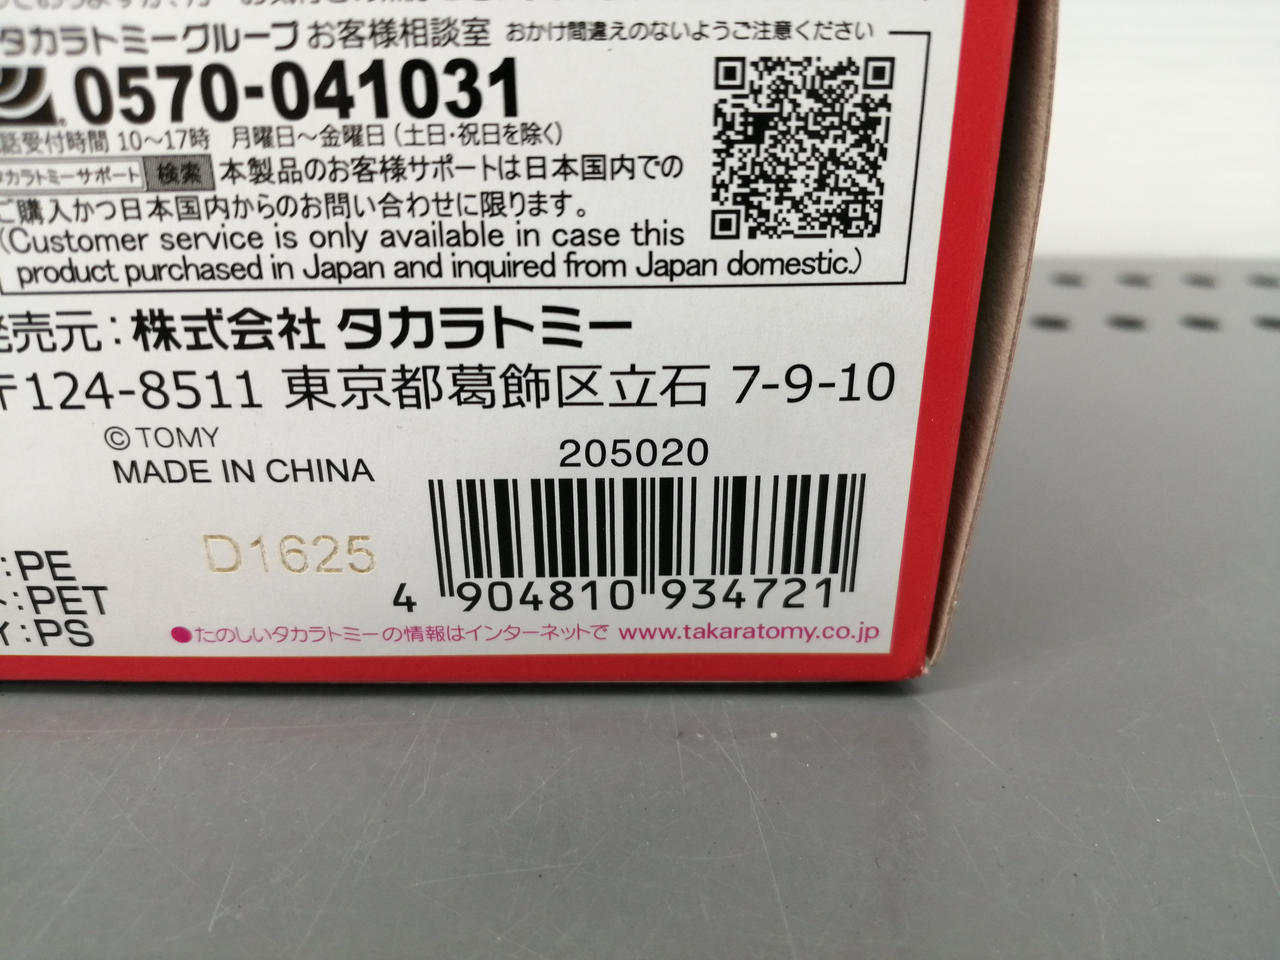 タカラトミーグループ お客様相談室 おかけ間違えのないようご注意ください
0570-041031
話受付時間 10～17時 月曜日～金曜日（土日・祝日を除く）
タカラトミーサポート 検索 本製品のお客様サポートは日本国内での
ご購入かつ日本国内からのお問い合わせに限ります。
(Customer service is only available in case this
product purchased in Japan and inquired from Japan domestic.)
発売元：株式会社 タカラトミー
〒124-8511 東京都葛飾区立石 7-9-10
©TOMY
MADE IN CHINA
205020
D1625
4 904810 934721
:PE
:PET
:PS
●たのしいタカラトミーの情報はインターネットで www.takaratomy.co.jp